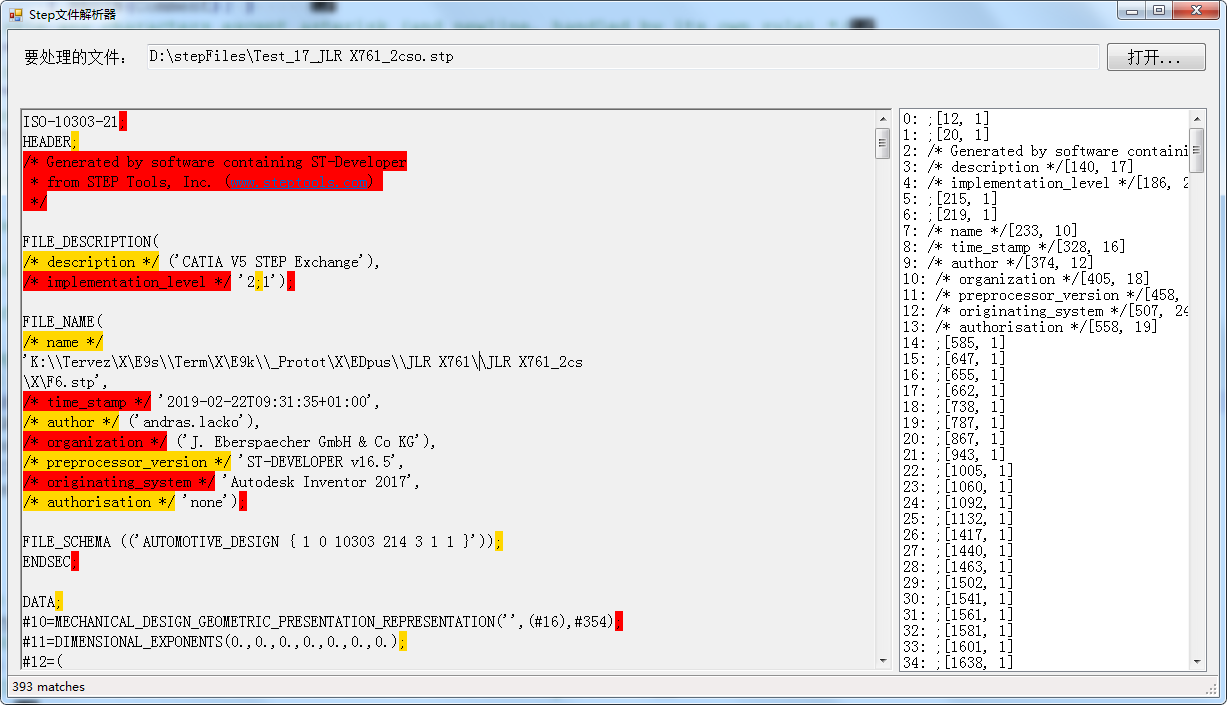 Step文件解析器
要处理的文件：
D:\stepFiles\Test_17_JLR X761_2cso.stp
打开...
ISO-10303-21;
HEADER;
/* Generated by software containing ST-Developer
* from STEP Tools, Inc. (www.steptools.com)
*/
FILE_DESCRIPTION(
/* description */ ('CATIA V5 STEP Exchange'),
/* implementation_level */ '2;1');
FILE_NAME(
/* name */
'K:\\Tervez\X\E9s\\Term\X\E9k\\_Protot\X\EDpus\\JLR X761\\JLR X761_2cs
\X\F6.stp',
/* time_stamp */ '2019-02-22T09:31:35+01:00',
/* author */ ('andras.lacko'),
/* organization */ ('J. Eberspaecher GmbH & Co KG'),
/* preprocessor_version */ 'ST-DEVELOPER v16.5',
/* originating_system */ 'Autodesk Inventor 2017',
/* authorisation */ 'none');
FILE_SCHEMA (('AUTOMOTIVE_DESIGN { 1 0 10303 214 3 1 1 }'));
ENDSEC;
DATA;
#10=MECHANICAL_DESIGN_GEOMETRIC_PRESENTATION_REPRESENTATION('',(#16),#354);
#11=DIMENSIONAL_EXPONENTS(0.,0.,0.,0.,0.,0.,0.);
#12=(
0: ;[12, 1]
1: ;[20, 1]
2: /* Generated by software containi
3: /* description */[140, 17]
4: /* implementation_level */[186, 2
5: ;[215, 1]
6: ;[219, 1]
7: /* name */[233, 10]
8: /* time_stamp */[328, 16]
9: /* author */[374, 12]
10: /* organization */[405, 18]
11: /* preprocessor_version */[458,
12: /* originating_system */[507, 24
13: /* authorisation */[558, 19]
14: ;[585, 1]
15: ;[647, 1]
16: ;[655, 1]
17: ;[662, 1]
18: ;[738, 1]
19: ;[787, 1]
20: ;[867, 1]
21: ;[943, 1]
22: ;[1005, 1]
23: ;[1060, 1]
24: ;[1092, 1]
25: ;[1132, 1]
26: ;[1417, 1]
27: ;[1440, 1]
28: ;[1463, 1]
29: ;[1502, 1]
30: ;[1541, 1]
31: ;[1561, 1]
32: ;[1581, 1]
33: ;[1601, 1]
34: ;[1638, 1]
393 matches